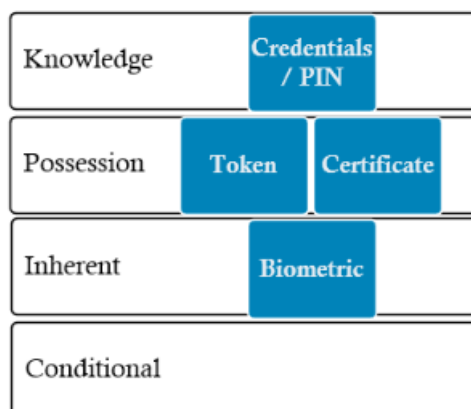 Knowledge
Credentials
/ PIN
Possession
Token
Certificate
Inherent
Biometric
Conditional